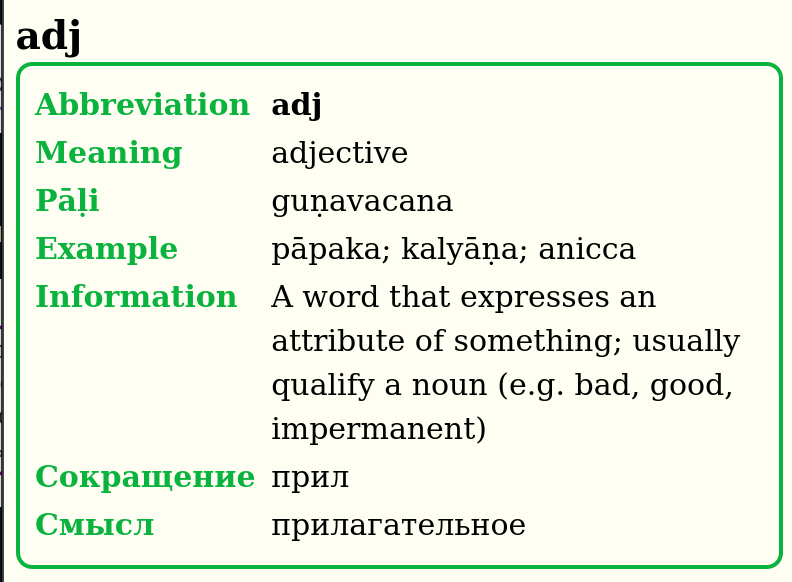 adj
Abbreviation adj
Meaning adjective
Pāḷi guṇavacana
Example pāpaka; kalyāṇa; anicca
Information A word that expresses an
attribute of something; usually
qualify a noun (e.g. bad, good,
impermanent)
Сокращение прил
Смысл прилагательное